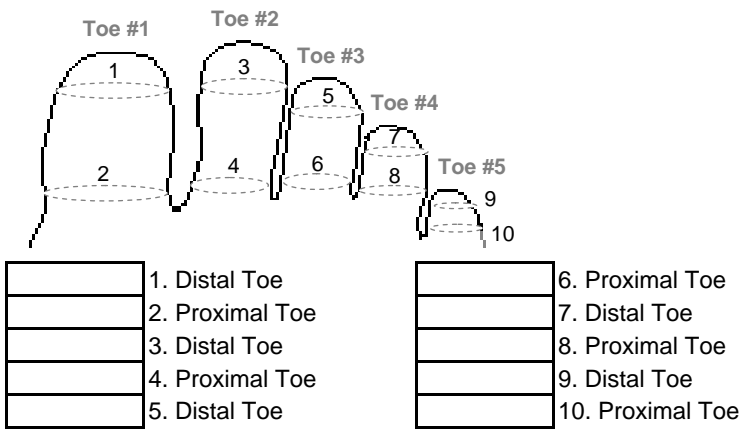 Toe #1
Toe #2
Toe #3
Toe #4
Toe #5
1
3
5
7
2
4
6
8
9
10
1. Distal Toe
2. Proximal Toe
3. Distal Toe
4. Proximal Toe
5. Distal Toe
6. Proximal Toe
7. Distal Toe
8. Proximal Toe
9. Distal Toe
10. Proximal Toe